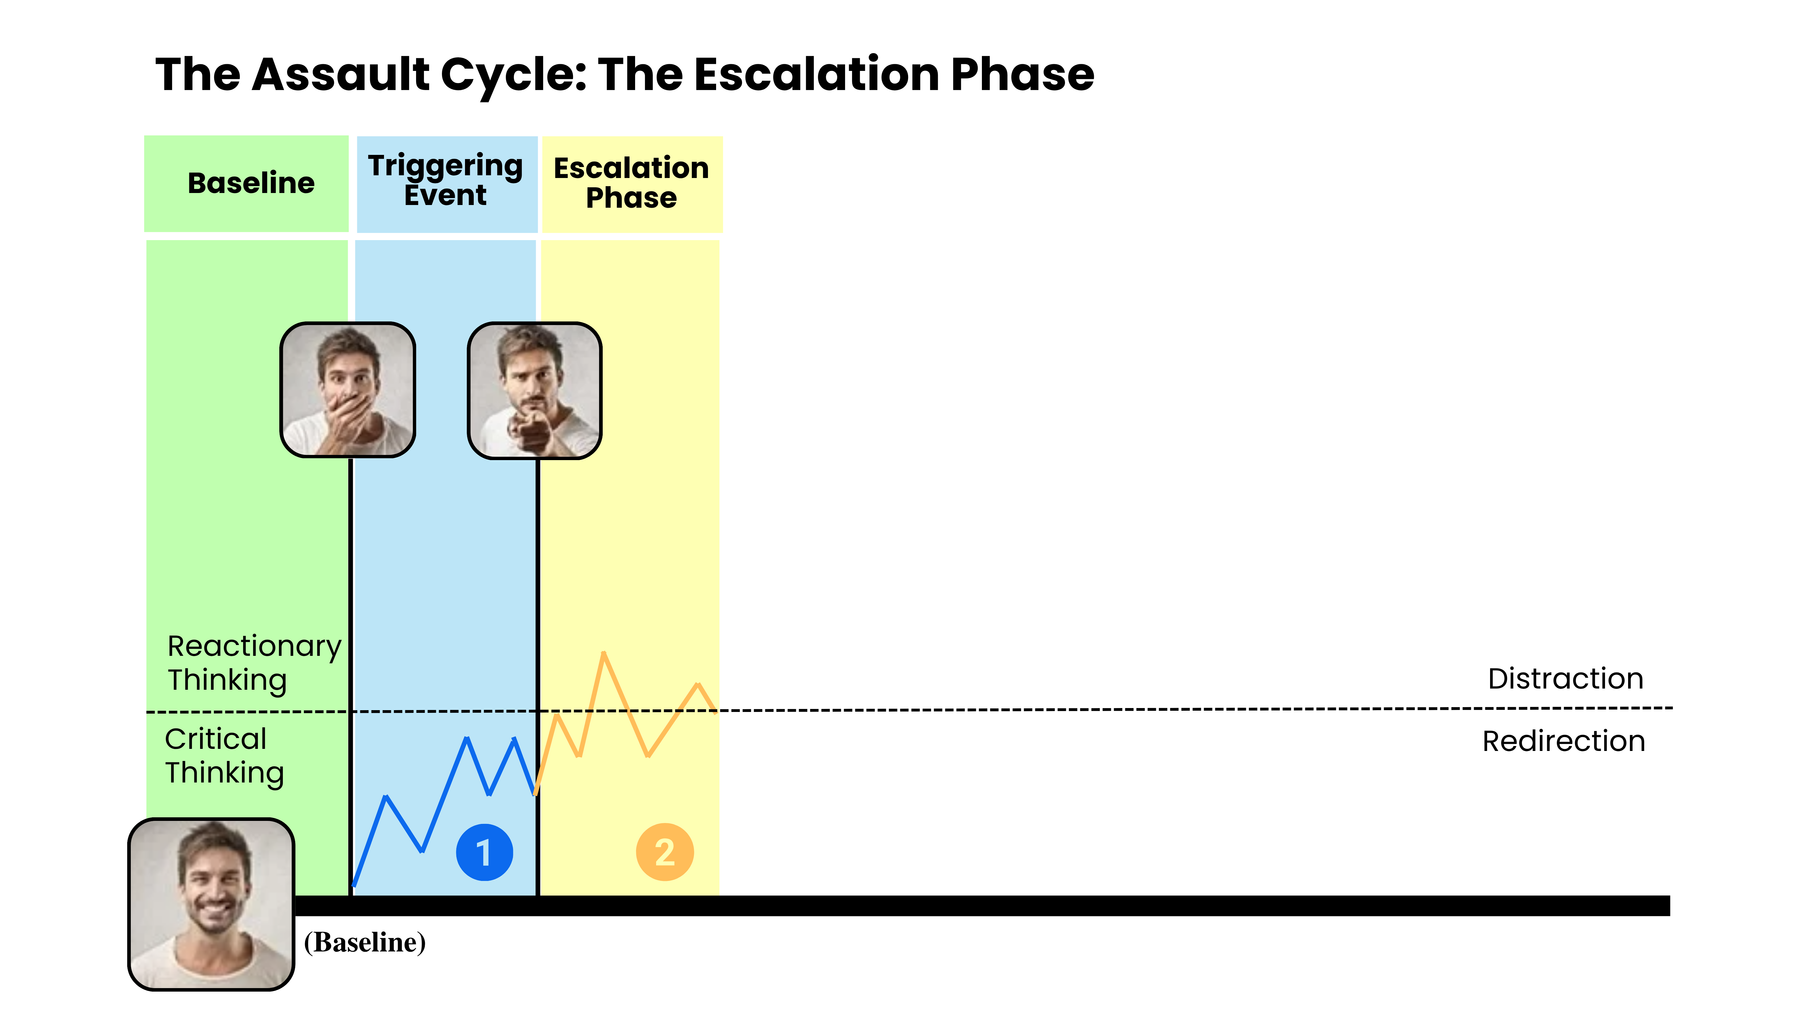 The Assault Cycle: The Escalation Phase
Baseline
Triggering
Event
Escalation
Phase
Reactionary
Thinking
Distraction
Critical
Thinking
Redirection
1
2
(Baseline)